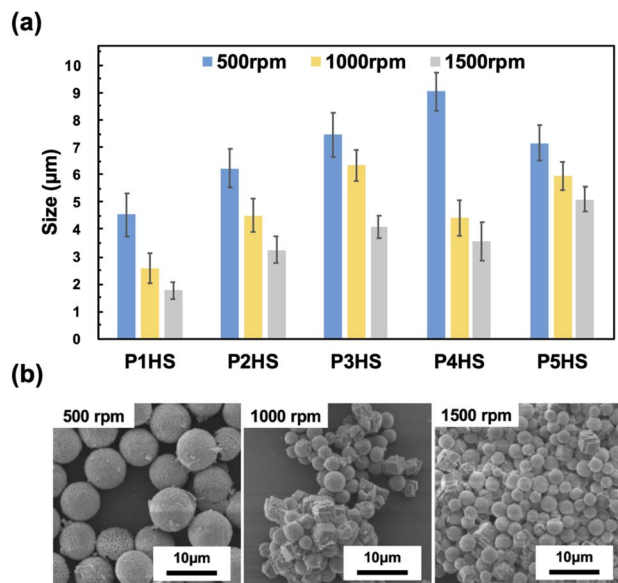 (a)
500rpm 1000rpm 1500rpm
10
9
8
7
6
5
4
3
2
1
0
Size (μm)
P1HS P2HS P3HS P4HS P5HS
(b)
500 rpm 1000 rpm 1500 rpm
10μm 10μm 10μm